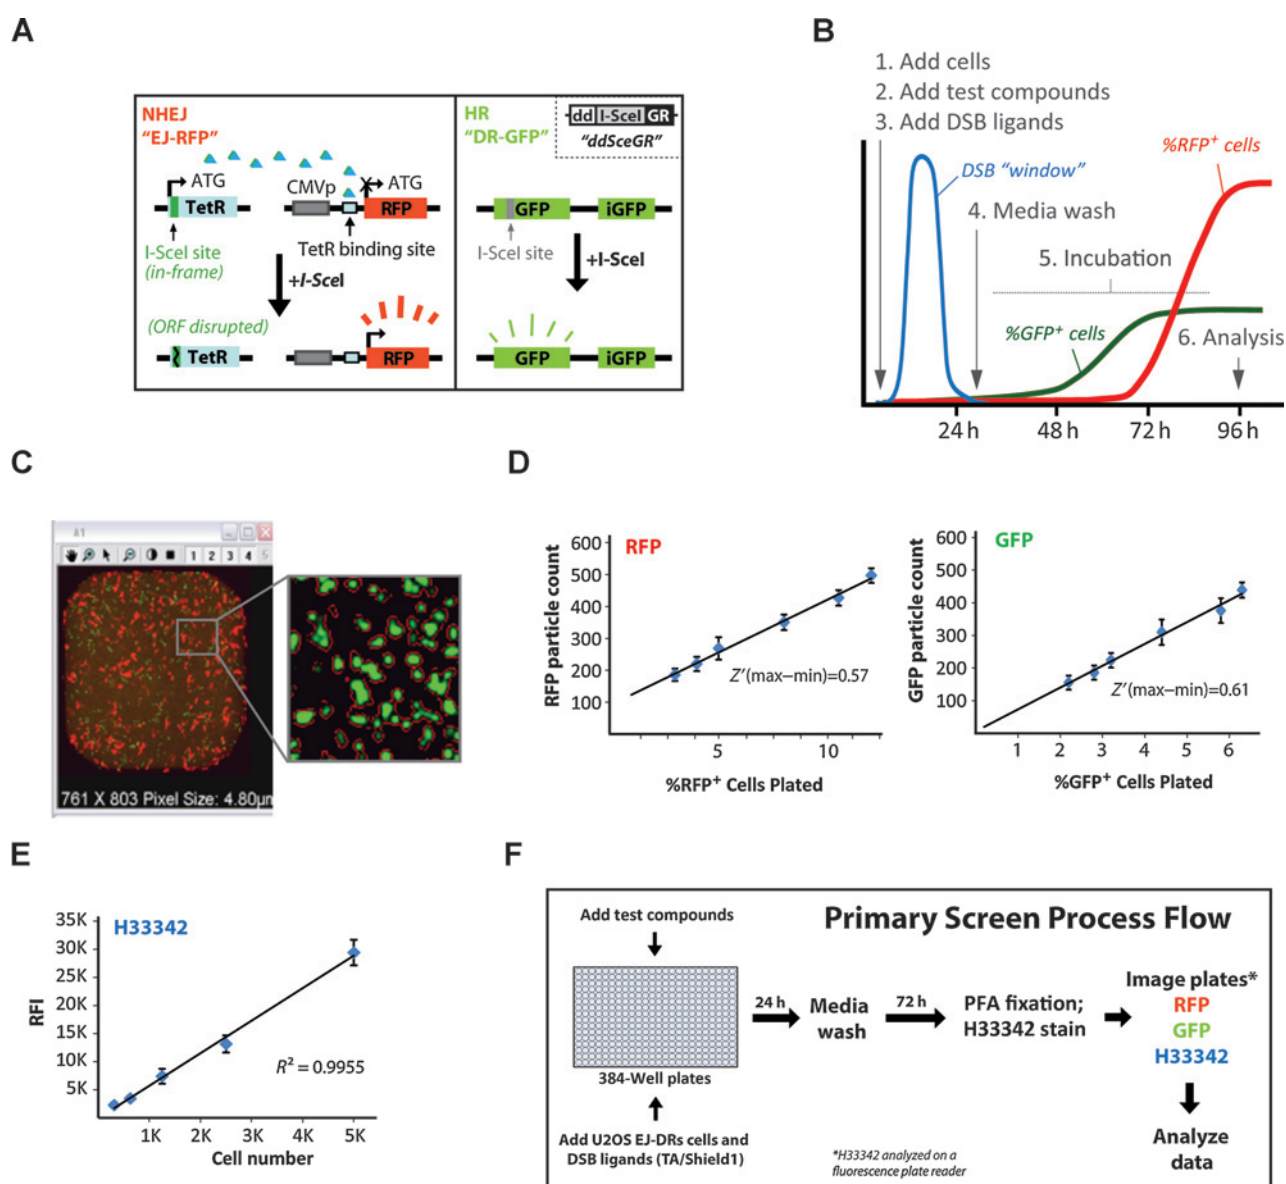 A
NHEJ
"EJ-RFP"
ATG
TetR
I-SceI site
(in-frame)
CMVp
ATG
RFP
TetR binding site
+I-SceI
(ORF disrupted)
TetR
RFP
HR
"DR-GFP"
dd I-SceI GR
"ddSceGR"
GFP
iGFP
I-SceI site
+I-SceI
GFP
iGFP
B
1. Add cells
2. Add test compounds
3. Add DSB ligands
DSB "window"
%RFP+ cells
4. Media wash
5. Incubation
%GFP+ cells
6. Analysis
24 h
48 h
72 h
96 h
C
A1
1 2 3 4 5
761 X 803 Pixel Size: 4.80µm
D
RFP
RFP particle count
600
500
400
300
200
100
Z'(max–min)=0.57
5
10
%RFP+ Cells Plated
GFP
GFP particle count
600
500
400
300
200
100
Z'(max–min)=0.61
1 2 3 4 5 6
%GFP+ Cells Plated
E
H33342
RFI
35K
30K
25K
20K
15K
10K
5K
R² = 0.9955
1K 2K 3K 4K 5K
Cell number
F
Primary Screen Process Flow
Add test compounds
384-Well plates
Add U2OS EJ-DRs cells and
DSB ligands (TA/Shield1)
24 h
Media
wash
72 h
PFA fixation;
H33342 stain
Image plates*
RFP
GFP
H33342
Analyze
data
*H33342 analyzed on a
fluorescence plate reader